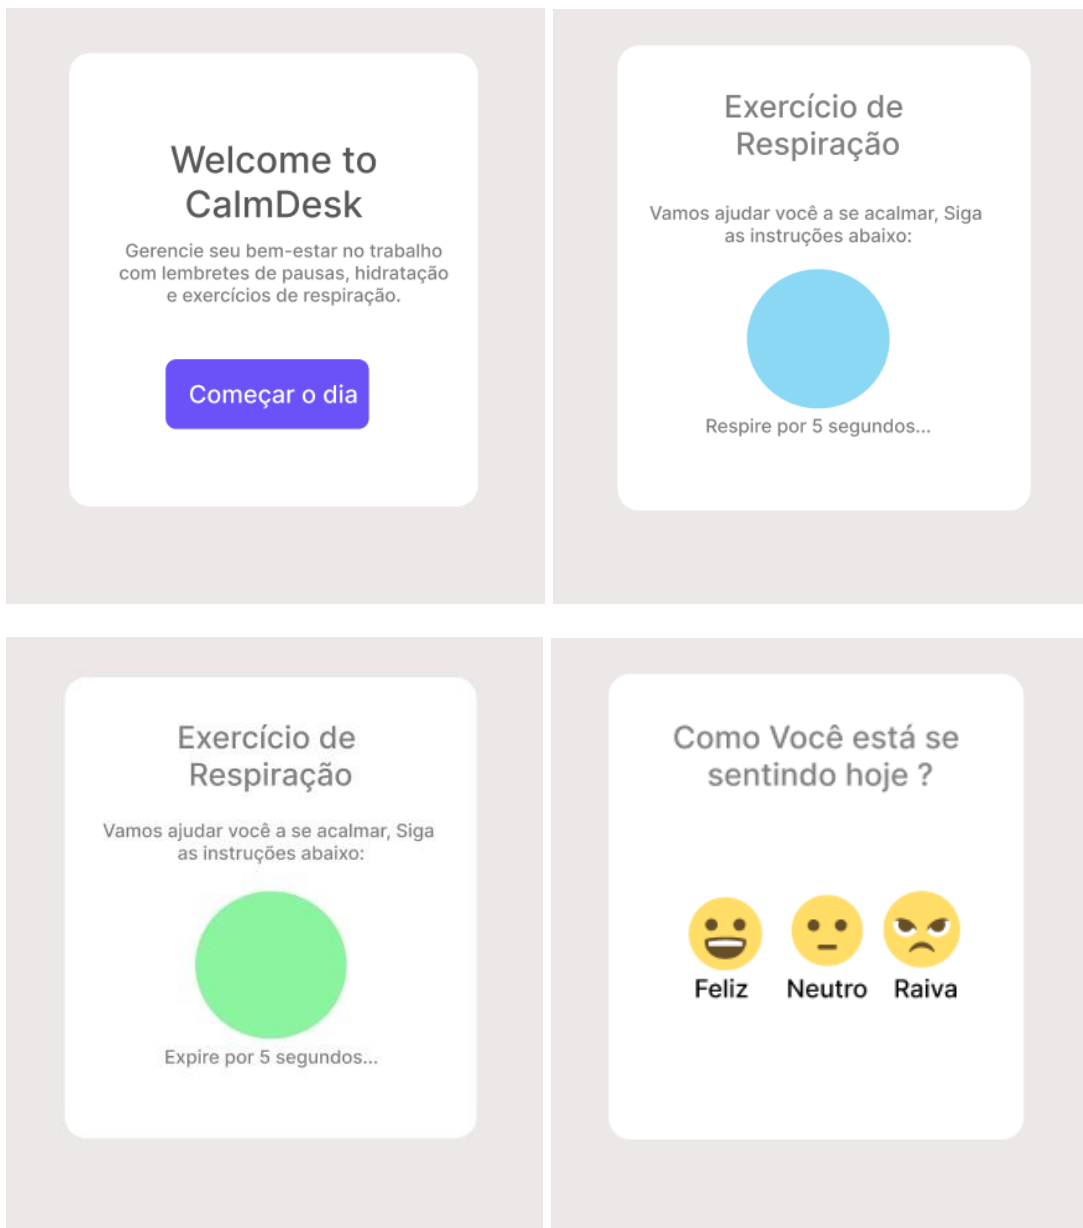 Welcome to
CalmDesk
Gerencie seu bem-estar no trabalho
com lembretes de pausas, hidratação
e exercícios de respiração.
Começar o dia
Exercício de
Respiração
Vamos ajudar você a se acalmar, Siga
as instruções abaixo:
Respire por 5 segundos...
Exercício de
Respiração
Vamos ajudar você a se acalmar, Siga
as instruções abaixo:
Expire por 5 segundos...
Como Você está se
sentindo hoje ?
Feliz Neutro Raiva